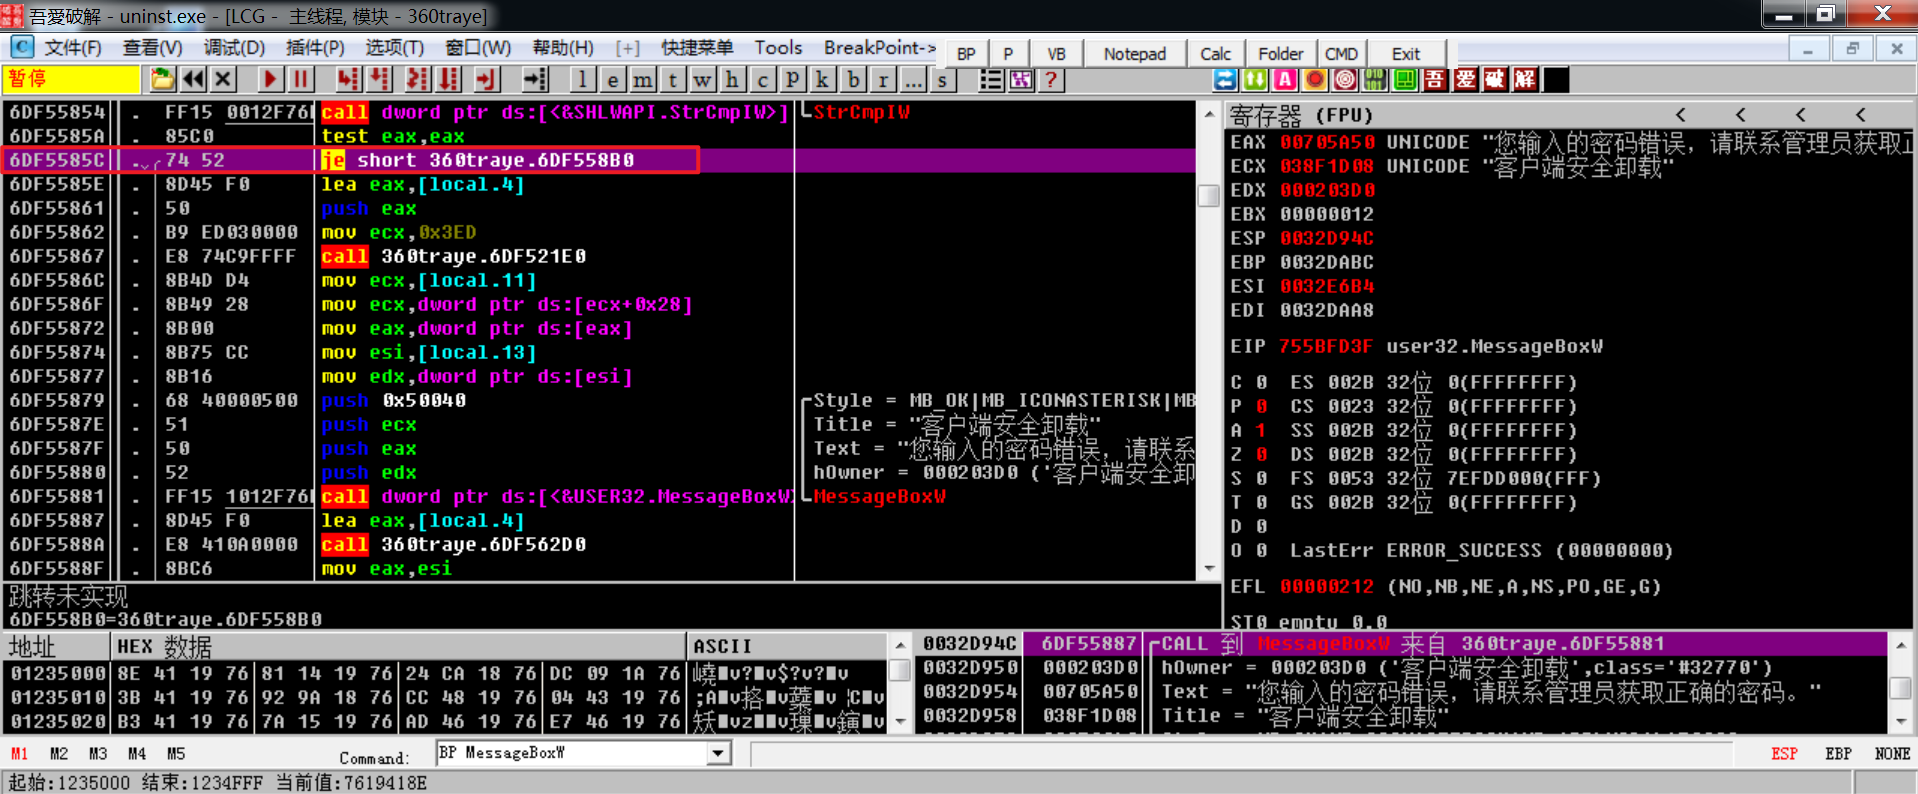 吾愛破解 - uninst.exe - [LCG -  主线程, 模块 - 360traye]
文件(F) 查看(V) 调试(D) 插件(P) 选项(T) 窗口(W) 帮助(H) [+] 快捷菜单 Tools BreakPoint->
BP P VB Notepad Calc Folder CMD Exit
暂停 l e m t w h c p k b r ... s ? 吾 爱 破 解
6DF55854 . FF15 0012F76 call dword ptr ds:[<&SHLWAPI.StrCmpIW>] StrCmpIW
6DF5585A . 85C0 test eax,eax
6DF5585C . 74 52 je short 360traye.6DF558B0
6DF5585E . 8D45 F0 lea eax,[local.4]
6DF55861 . 50 push eax
6DF55862 . B9 ED030000 mov ecx,0x3ED
6DF55867 . E8 74C9FFFF call 360traye.6DF521E0
6DF5586C . 8B4D D4 mov ecx,[local.11]
6DF5586F . 8B49 28 mov ecx,dword ptr ds:[ecx+0x28]
6DF55872 . 8B00 mov eax,dword ptr ds:[eax]
6DF55874 . 8B75 CC mov esi,[local.13]
6DF55877 . 8B16 mov edx,dword ptr ds:[esi]
6DF55879 . 68 40000500 push 0x50040 Style = MB_OK|MB_ICONASTERISK|MB
6DF5587E . 51 push ecx Title = "客户端安全卸载"
6DF5587F . 50 push eax Text = "您输入的密码错误，请联系
6DF55880 . 52 push edx hOwner = 000203D0 ('客户端安全卸
6DF55881 . FF15 1012F76 call dword ptr ds:[<&USER32.MessageBoxW MessageBoxW
6DF55887 . 8D45 F0 lea eax,[local.4]
6DF5588A . E8 410A0000 call 360traye.6DF562D0
6DF5588F . 8BC6 mov eax,esi
跳转未实现
6DF558B0=360traye.6DF558B0
寄存器 (FPU) < < < <
EAX 00705A50 UNICODE "您输入的密码错误，请联系管理员获取正
ECX 038F1D08 UNICODE "客户端安全卸载"
EDX 000203D0
EBX 00000012
ESP 0032D94C
EBP 0032DABC
ESI 0032E6B4
EDI 0032DAA8
EIP 755BFD3F user32.MessageBoxW
C 0 ES 002B 32位 0(FFFFFFFF)
P 0 CS 0023 32位 0(FFFFFFFF)
A 1 SS 002B 32位 0(FFFFFFFF)
Z 0 DS 002B 32位 0(FFFFFFFF)
S 0 FS 0053 32位 7EFDD000(FFF)
T 0 GS 002B 32位 0(FFFFFFFF)
D 0
O 0 LastErr ERROR_SUCCESS (00000000)
EFL 00000212 (NO,NB,NE,A,NS,PO,GE,G)
ST0 empty 0.0
地址 HEX 数据 ASCII
01235000 8E 41 19 76 81 14 19 76 24 CA 18 76 DC 09 1A 76
01235010 3B 41 19 76 92 9A 18 76 CC 48 19 76 04 43 19 76
01235020 B3 41 19 76 7A 15 19 76 AD 46 19 76 E7 46 19 76
0032D94C 6DF55887 CALL 到 MessageBoxW 来自 360traye.6DF55881
0032D950 000203D0 hOwner = 000203D0 ('客户端安全卸载',class='#32770')
0032D954 00705A50 Text = "您输入的密码错误，请联系管理员获取正确的密码。"
0032D958 038F1D08 Title = "客户端安全卸载"
M1 M2 M3 M4 M5 Command: BP MessageBoxW ESP EBP NONE
起始:1235000 结束:1234FFF 当前值:7619418E